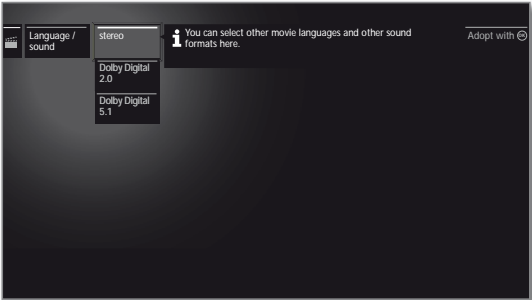 Language /
sound
stereo
Dolby Digital
2.0
Dolby Digital
5.1
i You can select other movie languages and other sound
formats here.
Adopt with OK